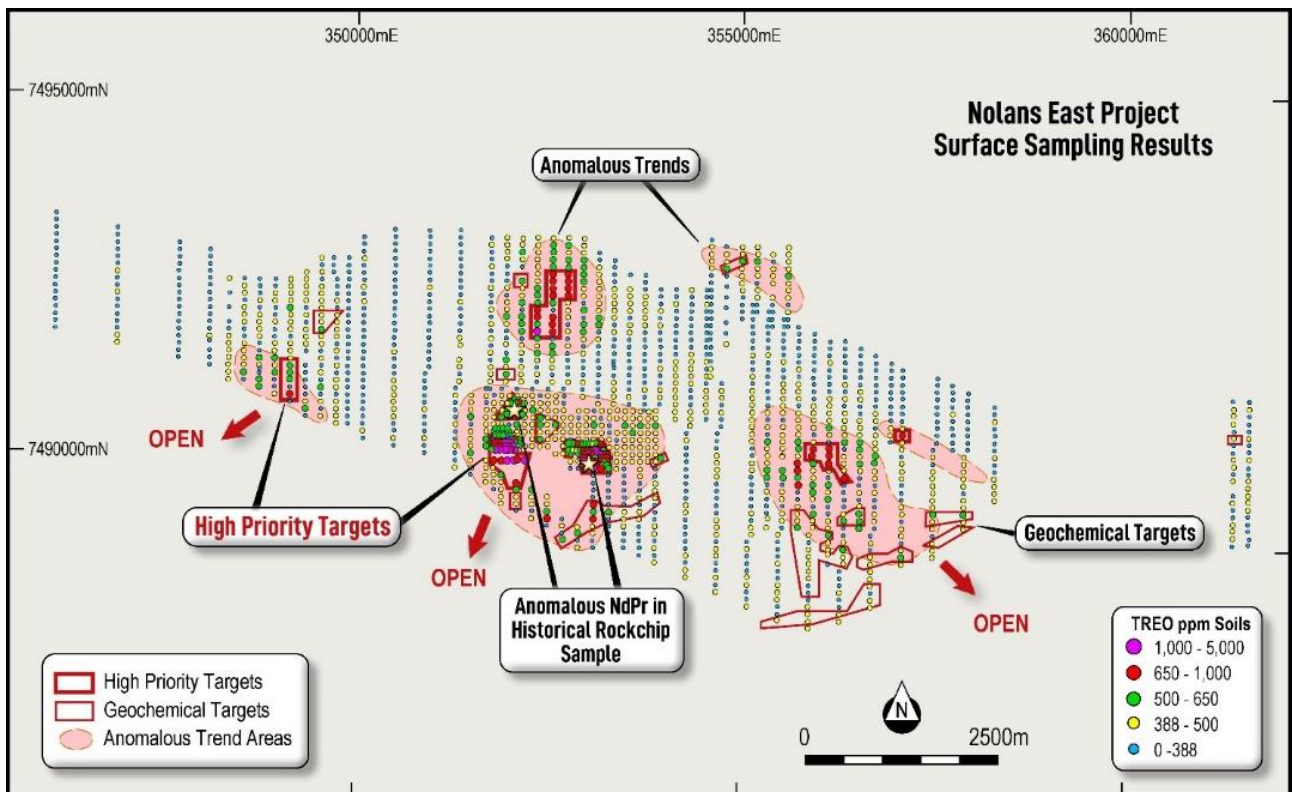 350000mE
355000mE
360000mE
7495000mN
Nolans East Project
Surface Sampling Results
Anomalous Trends
OPEN
7490000mN
High Priority Targets
OPEN
Geochemical Targets
Anomalous NdPr in
Historical Rockchip
Sample
OPEN
High Priority Targets
Geochemical Targets
Anomalous Trend Areas
N
0
2500m
TREO ppm Soils
1,000 - 5,000
650 - 1,000
500 - 650
388 - 500
0 -388